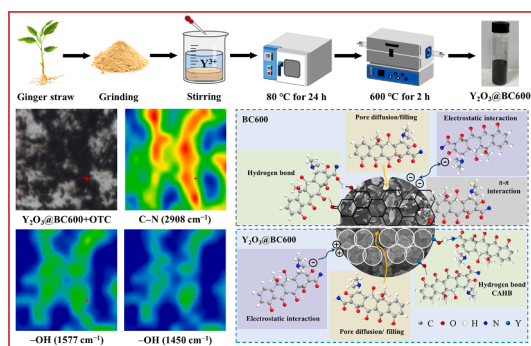 Y³⁺
Ginger straw
Grinding
Stirring
80 ℃ for 24 h
600 ℃ for 2 h
Y₂O₃@BC600
Y₂O₃@BC600+OTC
C–N (2908 cm⁻¹)
–OH (1577 cm⁻¹)
–OH (1450 cm⁻¹)
BC600
Pore diffusion/filling
Electrostatic interaction
Hydrogen bond
π-π
interaction
Y₂O₃@BC600
Electrostatic interaction
Pore diffusion/ filling
Hydrogen bond
CAHB
C O H N Y